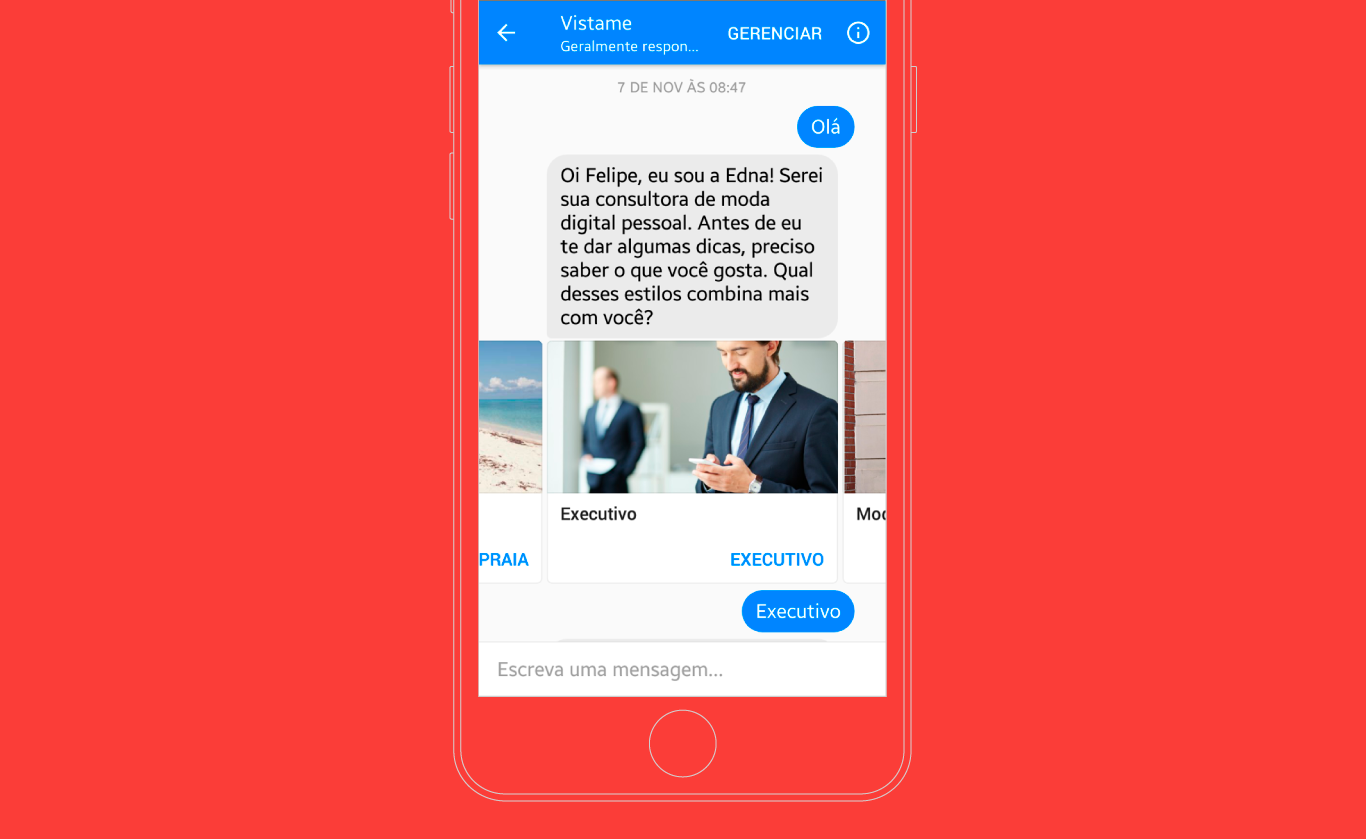 Vistame
Geralmente respon...
GERENCIAR
7 DE NOV ÀS 08:47
Olá
Oi Felipe, eu sou a Edna! Serei
sua consultora de moda
digital pessoal. Antes de eu
te dar algumas dicas, preciso
saber o que você gosta. Qual
desses estilos combina mais
com você?
Executivo
PRAIA
EXECUTIVO
Executivo
Escreva uma mensagem...